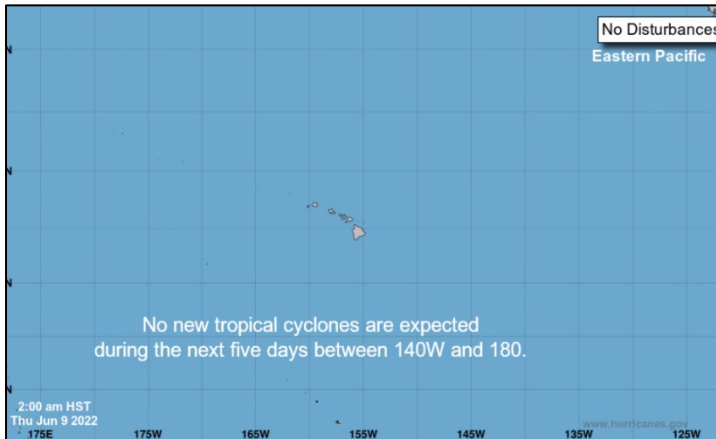 No Disturbances
Eastern Pacific
N
N
N
N
No new tropical cyclones are expected
during the next five days between 140W and 180.
2:00 am HST
Thu Jun 9 2022
www.hurricanes.gov
175E 175W 165W 155W 145W 135W 125W